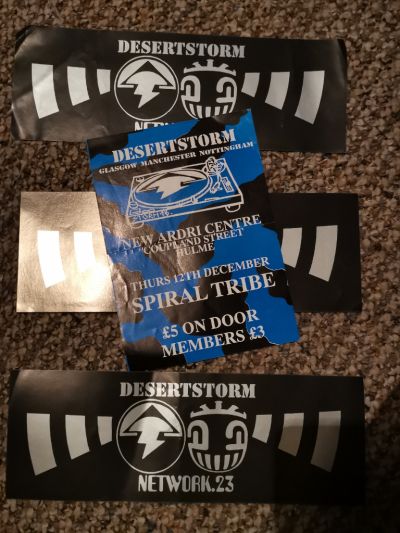 DESERTSTORM
DESERTSTORM
GLASGOW MANCHESTER NOTTINGHAM
NEW ARDRI CENTRE
COUPLAND STREET
HULME
THURS 12TH DECEMBER
SPIRAL TRIBE
£5 ON DOOR
MEMBERS £3
DESERTSTORM
NETWORK.23